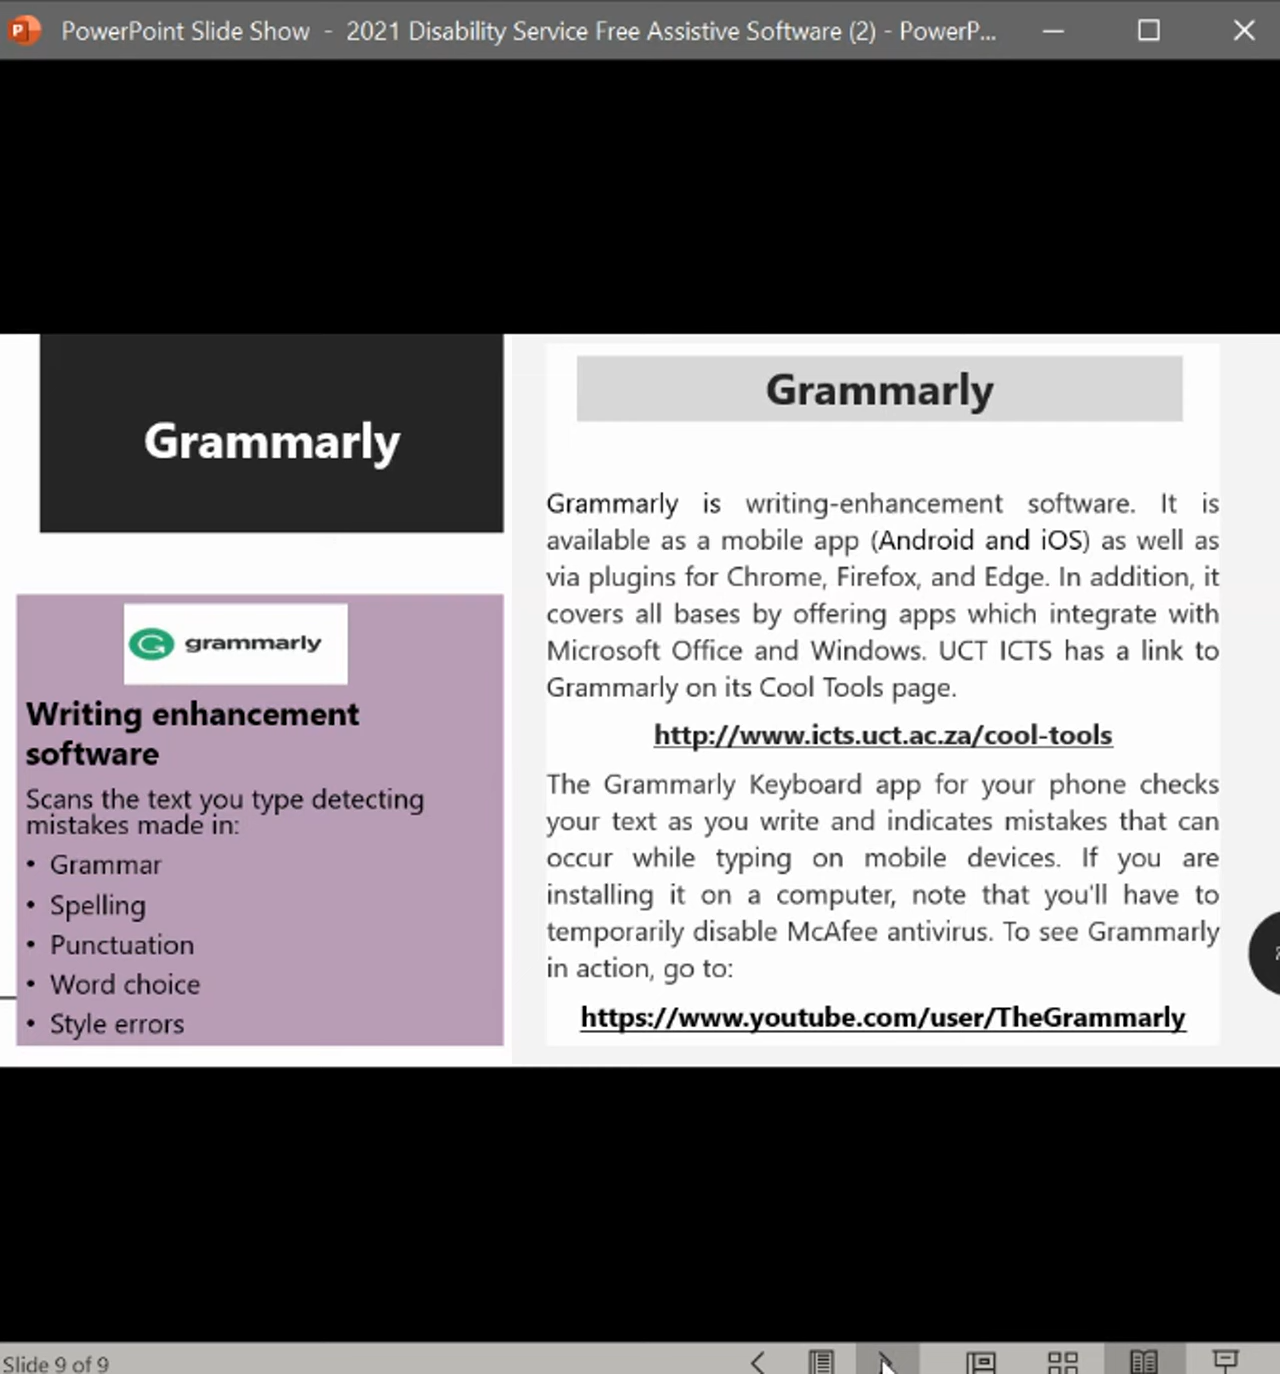 PowerPoint Slide Show - 2021 Disability Service Free Assistive Software (2) - PowerP...
Grammarly
grammarly
Writing enhancement
software
Scans the text you type detecting
mistakes made in:
• Grammar
• Spelling
• Punctuation
• Word choice
• Style errors
Grammarly
Grammarly is writing-enhancement software. It is
available as a mobile app (Android and iOS) as well as
via plugins for Chrome, Firefox, and Edge. In addition, it
covers all bases by offering apps which integrate with
Microsoft Office and Windows. UCT ICTS has a link to
Grammarly on its Cool Tools page.
http://www.icts.uct.ac.za/cool-tools
The Grammarly Keyboard app for your phone checks
your text as you write and indicates mistakes that can
occur while typing on mobile devices. If you are
installing it on a computer, note that you'll have to
temporarily disable McAfee antivirus. To see Grammarly
in action, go to:
https://www.youtube.com/user/TheGrammarly
Slide 9 of 9